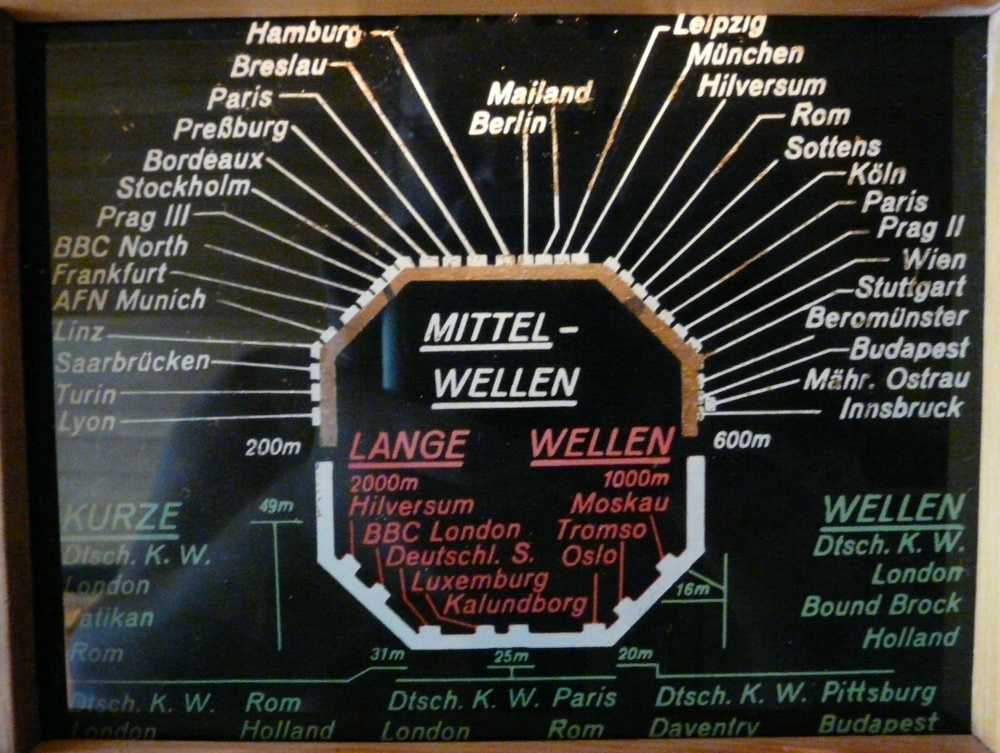 Hamburg
Breslau
Paris
Preßburg
Bordeaux
Stockholm
Prag III
BBC North
Frankfurt
AFN Munich
Linz
Saarbrücken
Turin
Lyon
200m
Mailand
Berlin
Leipzig
München
Hilversum
Rom
Sottens
Köln
Paris
Prag II
Wien
Stuttgart
Beromünster
Budapest
Mähr. Ostrau
Innsbruck
600m
MITTEL-
WELLEN
LANGE WELLEN
2000m 1000m
Hilversum Moskau
BBC London Tromso
Deutschl. S. Oslo
Luxemburg
Kalundborg
KURZE
49m
Dtsch. K. W.
London
Vatikan
Rom
WELLEN
Dtsch. K. W.
16m London
Bound Brock
Holland
31m 25m 20m
Dtsch. K. W. Rom Dtsch. K. W. Paris Dtsch. K. W. Pittsburg
London Holland London Rom Daventry Budapest